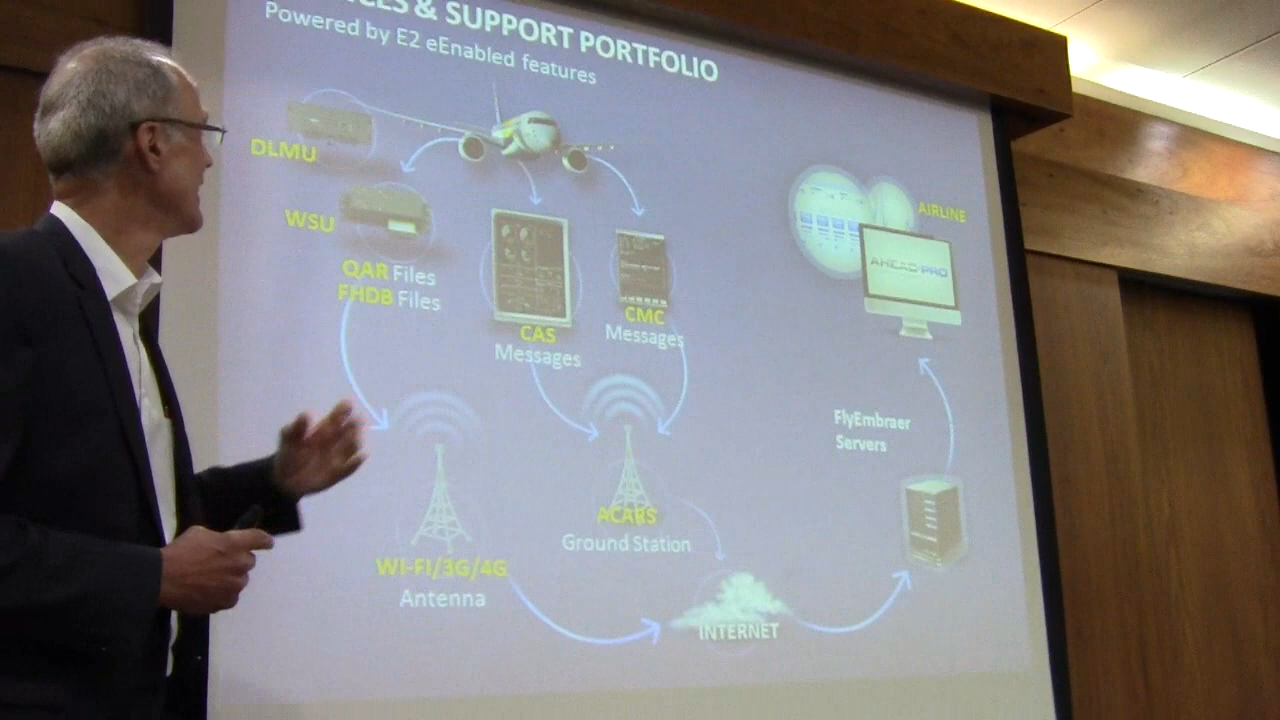 & SUPPORT PORTFOLIO
Powered by E2 eEnabled features
DLMU
WSU
QAR Files
FHDB Files
CAS
Messages
CMC
Messages
AIRLINE
AHEAD-PRO
FlyEmbraer
Servers
ACARS
Ground Station
WI-FI/3G/4G
Antenna
INTERNET